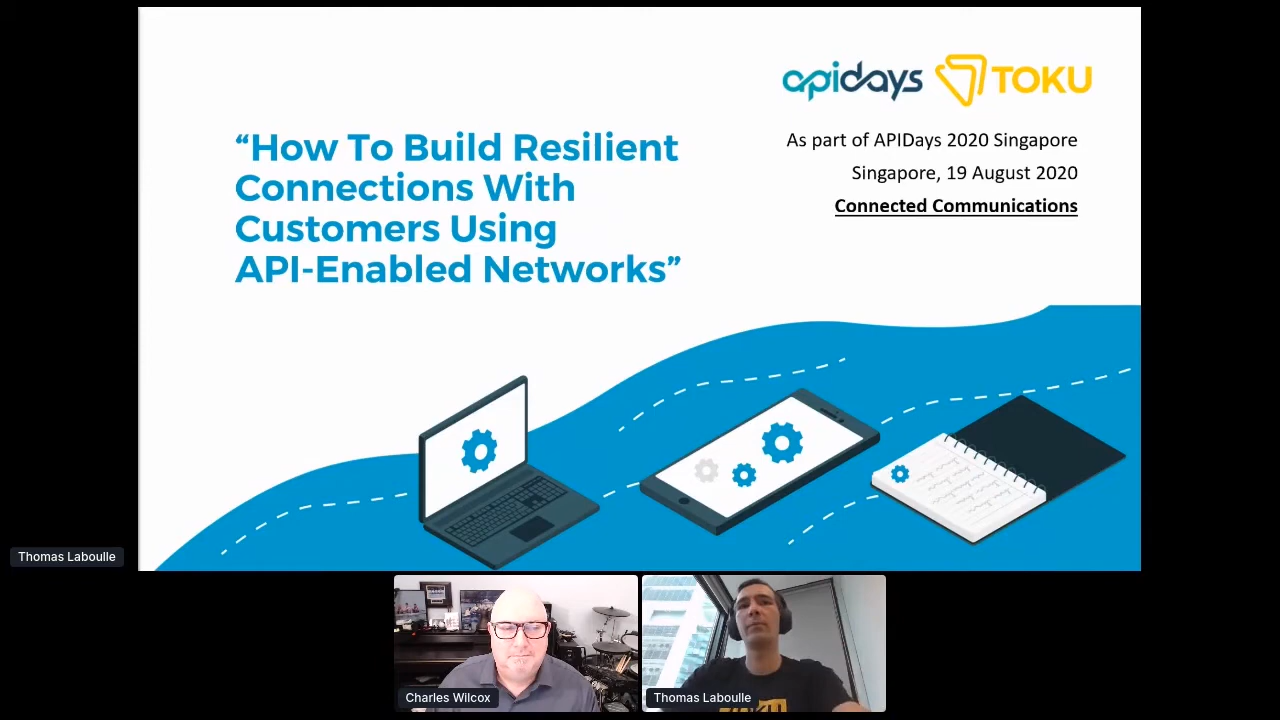 apidays TOKU
As part of APIDays 2020 Singapore
Singapore, 19 August 2020
Connected Communications
“How To Build Resilient
Connections With
Customers Using
API-Enabled Networks”
Thomas Laboulle
Charles Wilcox
Thomas Laboulle